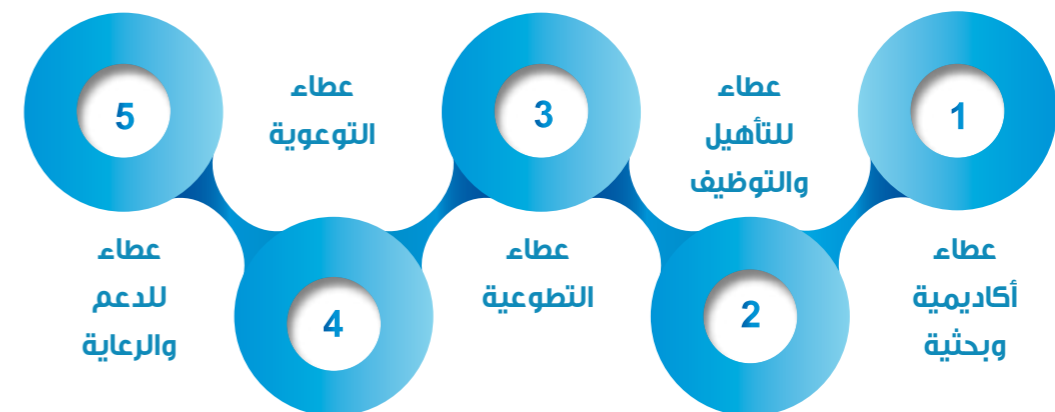 1
عطاء
أكاديمية
وبحثية
2
عطاء
للتأهيل
والتوظيف
3
عطاء
التطوعية
4
عطاء
التوعوية
5
عطاء
للدعم
والرعاية